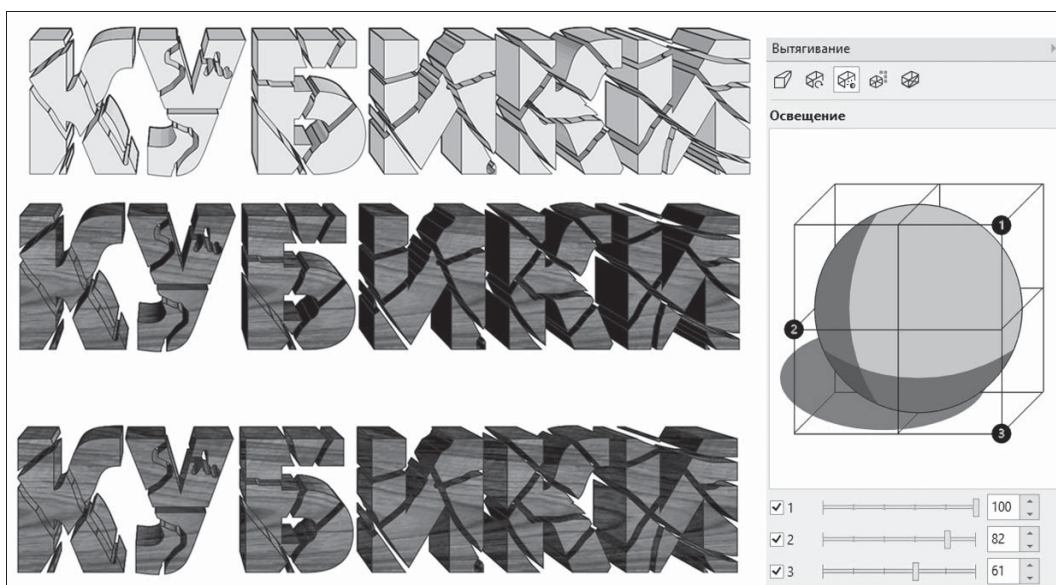 КУБИКИ
КУБИКИ
КУБИКИ
Вытягивание
Освещение
1
2
3
1 100
2 82
3 61